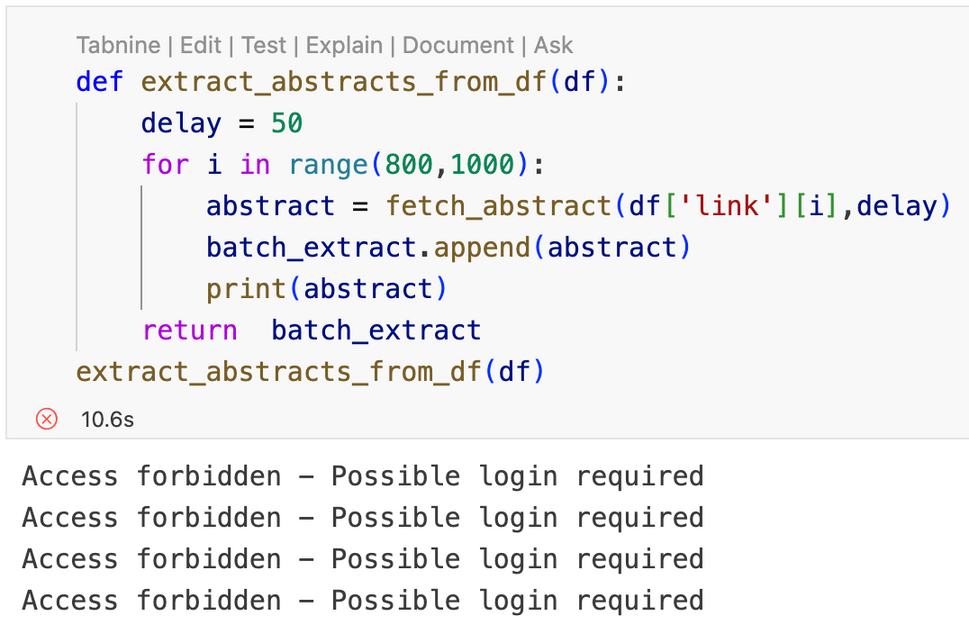 Tabnine | Edit | Test | Explain | Document | Ask
def extract_abstracts_from_df(df):
    delay = 50
    for i in range(800,1000):
        abstract = fetch_abstract(df['link'][i],delay)
        batch_extract.append(abstract)
        print(abstract)
    return  batch_extract
extract_abstracts_from_df(df)
10.6s
Access forbidden – Possible login required
Access forbidden – Possible login required
Access forbidden – Possible login required
Access forbidden – Possible login required